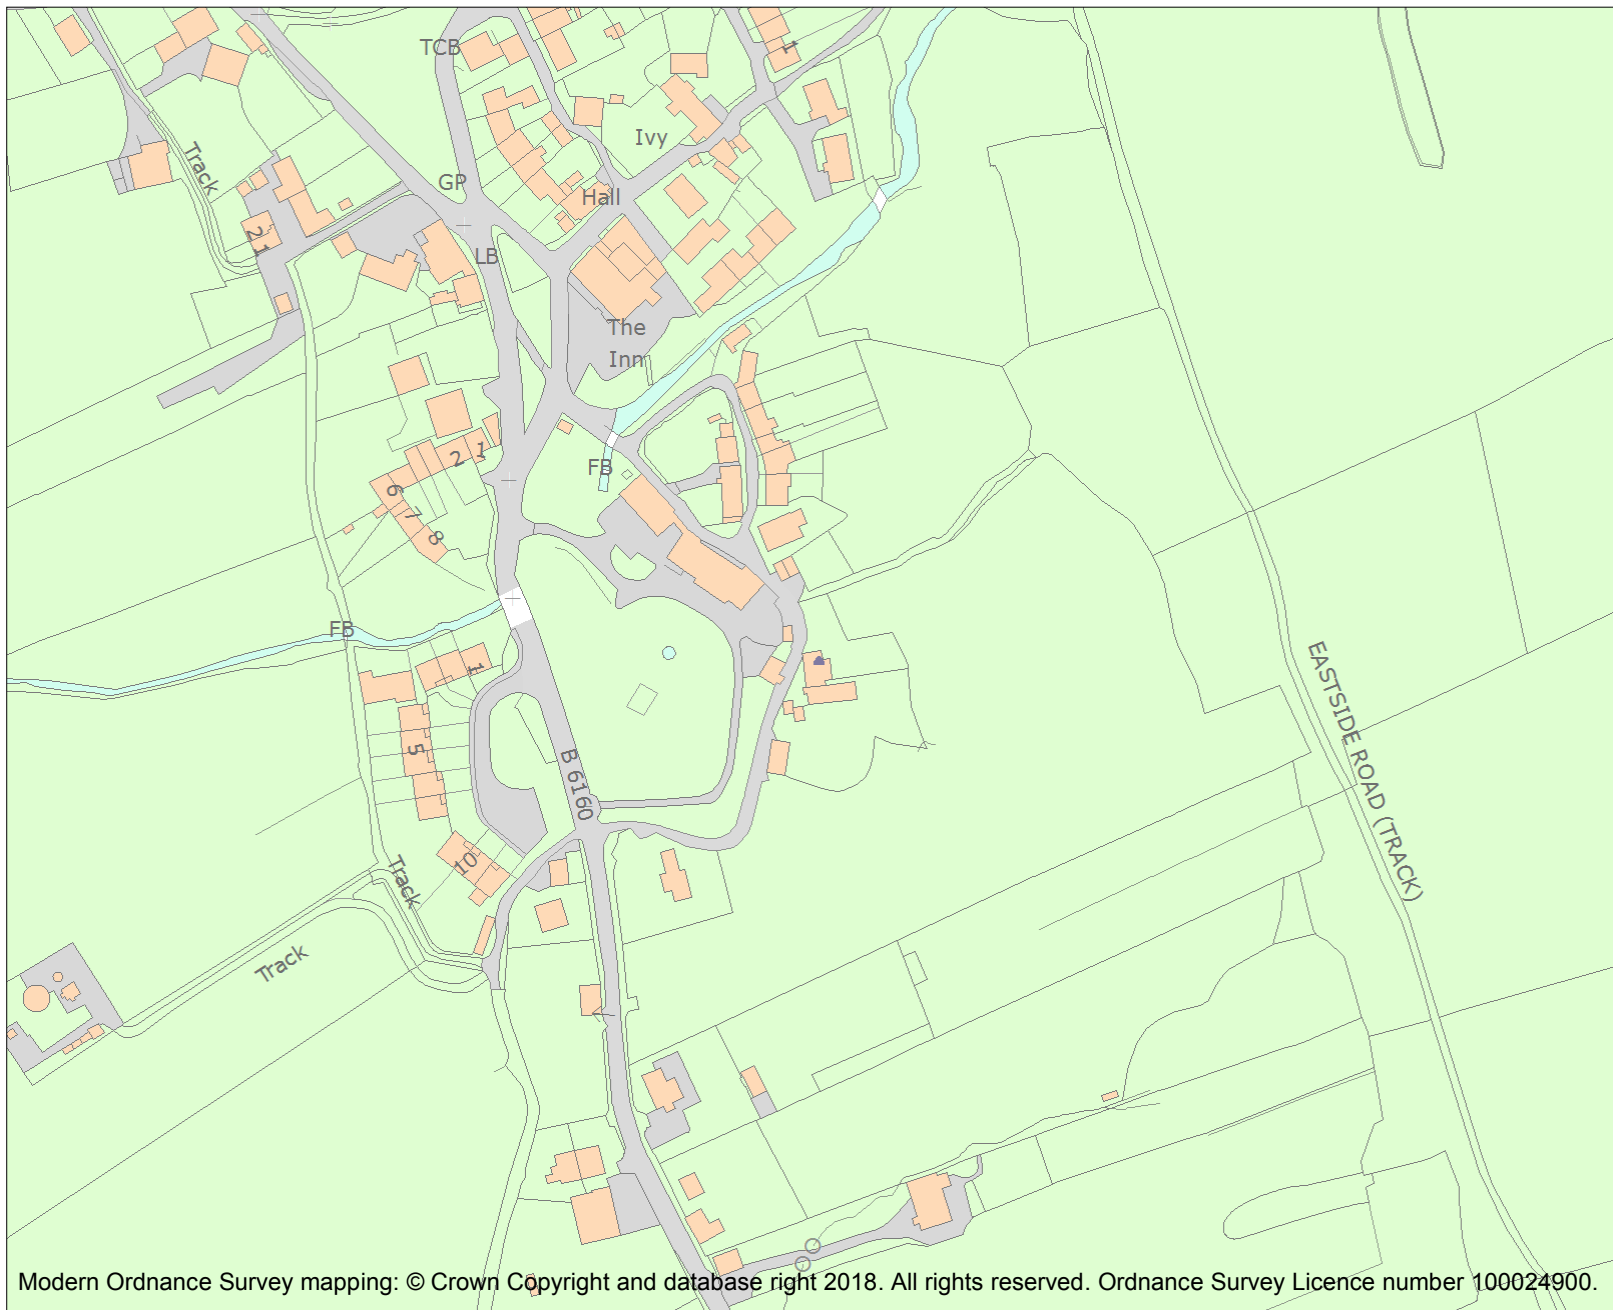 TCB
1
Ivy
Track
GP
Hall
21
LB
The
Inn
2 1
FB
6
7
8
FB
1
EASTSIDE ROAD (TRACK)
5
B 6160
10
Track
Track
7
Modern Ordnance Survey mapping: © Crown Copyright and database right 2018. All rights reserved. Ordnance Survey Licence number 100024900.